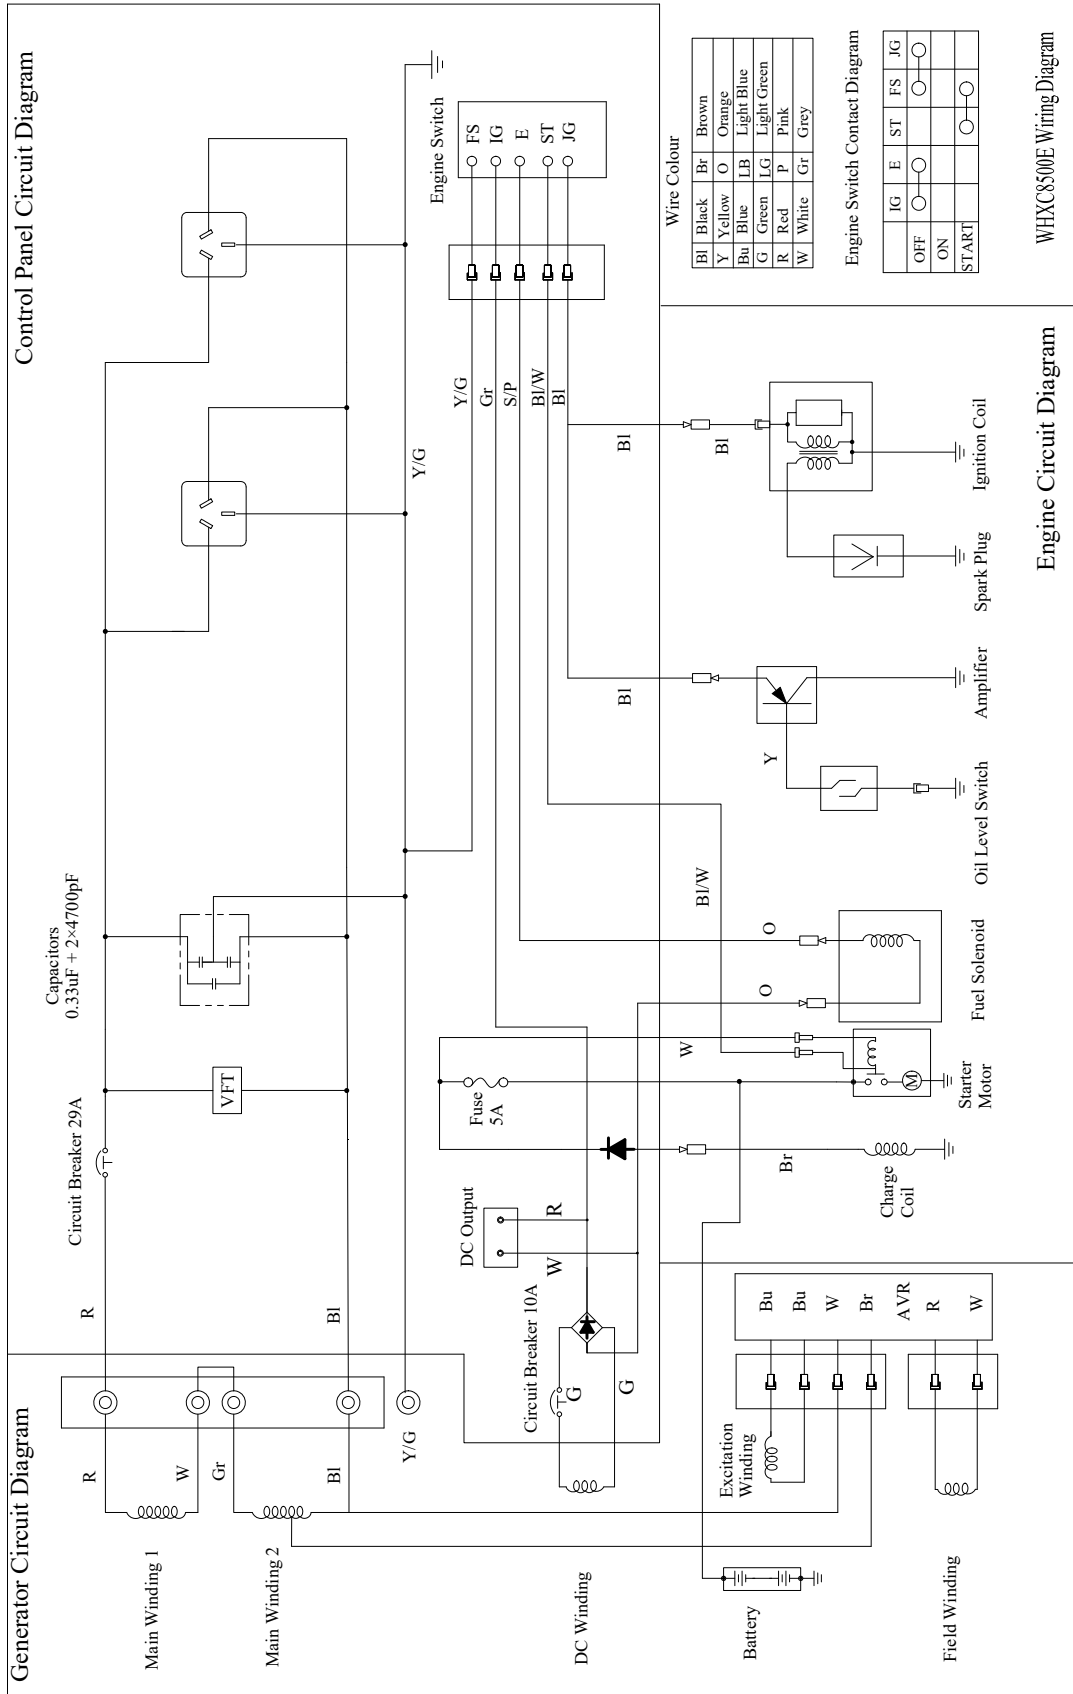 Generator Circuit Diagram
Main Winding 1
Main Winding 2
R
W
Gr
Bl
Y/G
DC Winding
Battery
Excitation
Winding
Field Winding
Control Panel Circuit Diagram
R
Bl
Circuit Breaker 29A
VFT
Capacitors
0.33uF + 2×4700pF
Y/G
Circuit Breaker 10A
G
G
DC Output
W
R
Fuse
5A
Engine Switch
FS
IG
E
ST
JG
Y/G
Gr
S/P
Bl/W
Bl
Bu
Bu
W
Br
AVR
R
W
Engine Circuit Diagram
Br
Charge
Coil
W
M
Starter
Motor
O
O
Fuel Solenoid
Bl/W
Y
Oil Level Switch
Bl
Amplifier
Spark Plug
Bl
Bl
Ignition Coil
Wire Colour
Bl Black Br Brown
Y Yellow O Orange
Bu Blue LB Light Blue
G Green LG Light Green
R Red P Pink
W White Gr Grey
Engine Switch Contact Diagram
IG E ST FS JG
OFF
ON
START
WHXC8500E Wiring Diagram